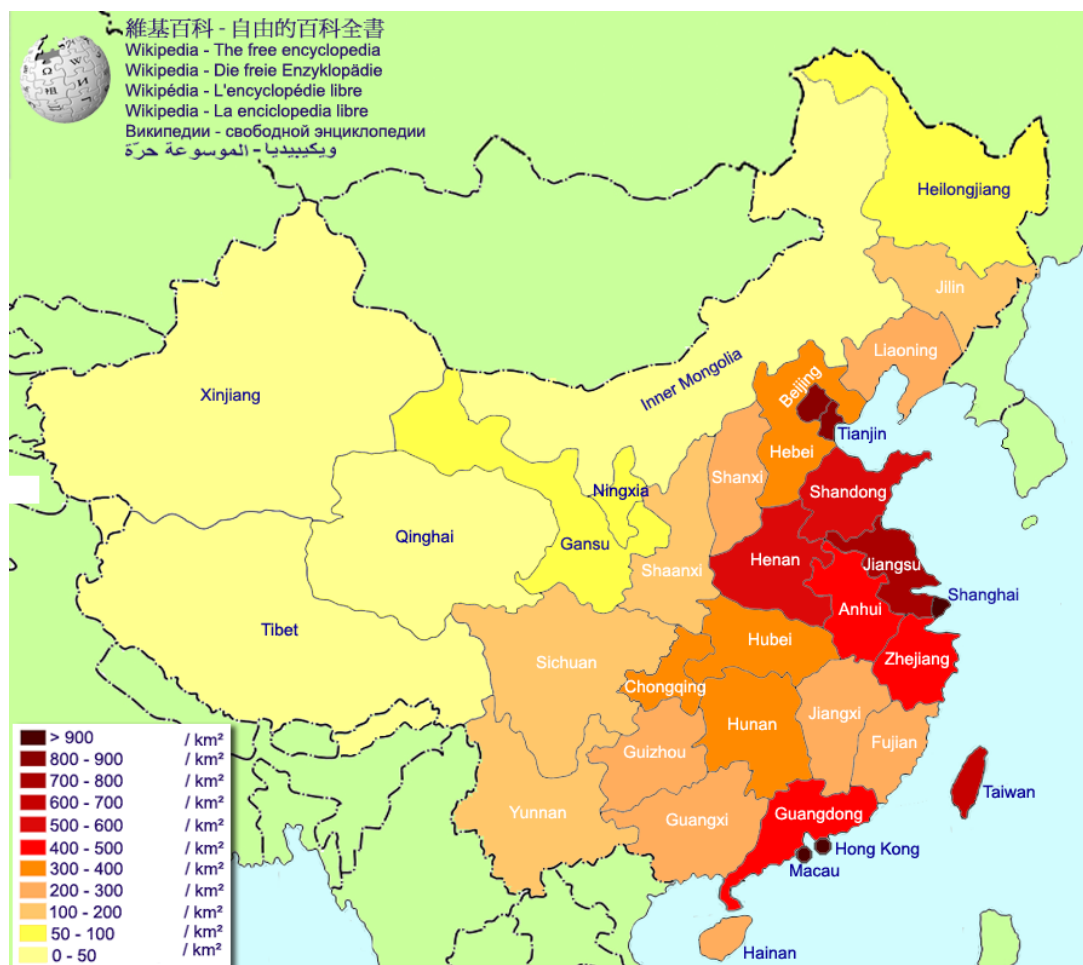 維基百科 - 自由的百科全書
Wikipedia - The free encyclopedia
Wikipedia - Die freie Enzyklopädie
Wikipédia - L'encyclopédie libre
Wikipedia - La enciclopedia libre
Википедии - свободной энциклопедии
ويكيبيديا - الموسوعة حرّة
Heilongjiang
Jilin
Liaoning
Inner Mongolia
Xinjiang
Beijing
Tianjin
Hebei
Shanxi
Ningxia
Shandong
Qinghai
Gansu
Henan
Jiangsu
Shaanxi
Shanghai
Anhui
Tibet
Hubei
Sichuan
Zhejiang
Chongqing
Jiangxi
Hunan
Fujian
Guizhou
Taiwan
Yunnan
Guangxi
Guangdong
Hong Kong
Macau
Hainan
> 900 / km²
800 - 900 / km²
700 - 800 / km²
600 - 700 / km²
500 - 600 / km²
400 - 500 / km²
300 - 400 / km²
200 - 300 / km²
100 - 200 / km²
50 - 100 / km²
0 - 50 / km²